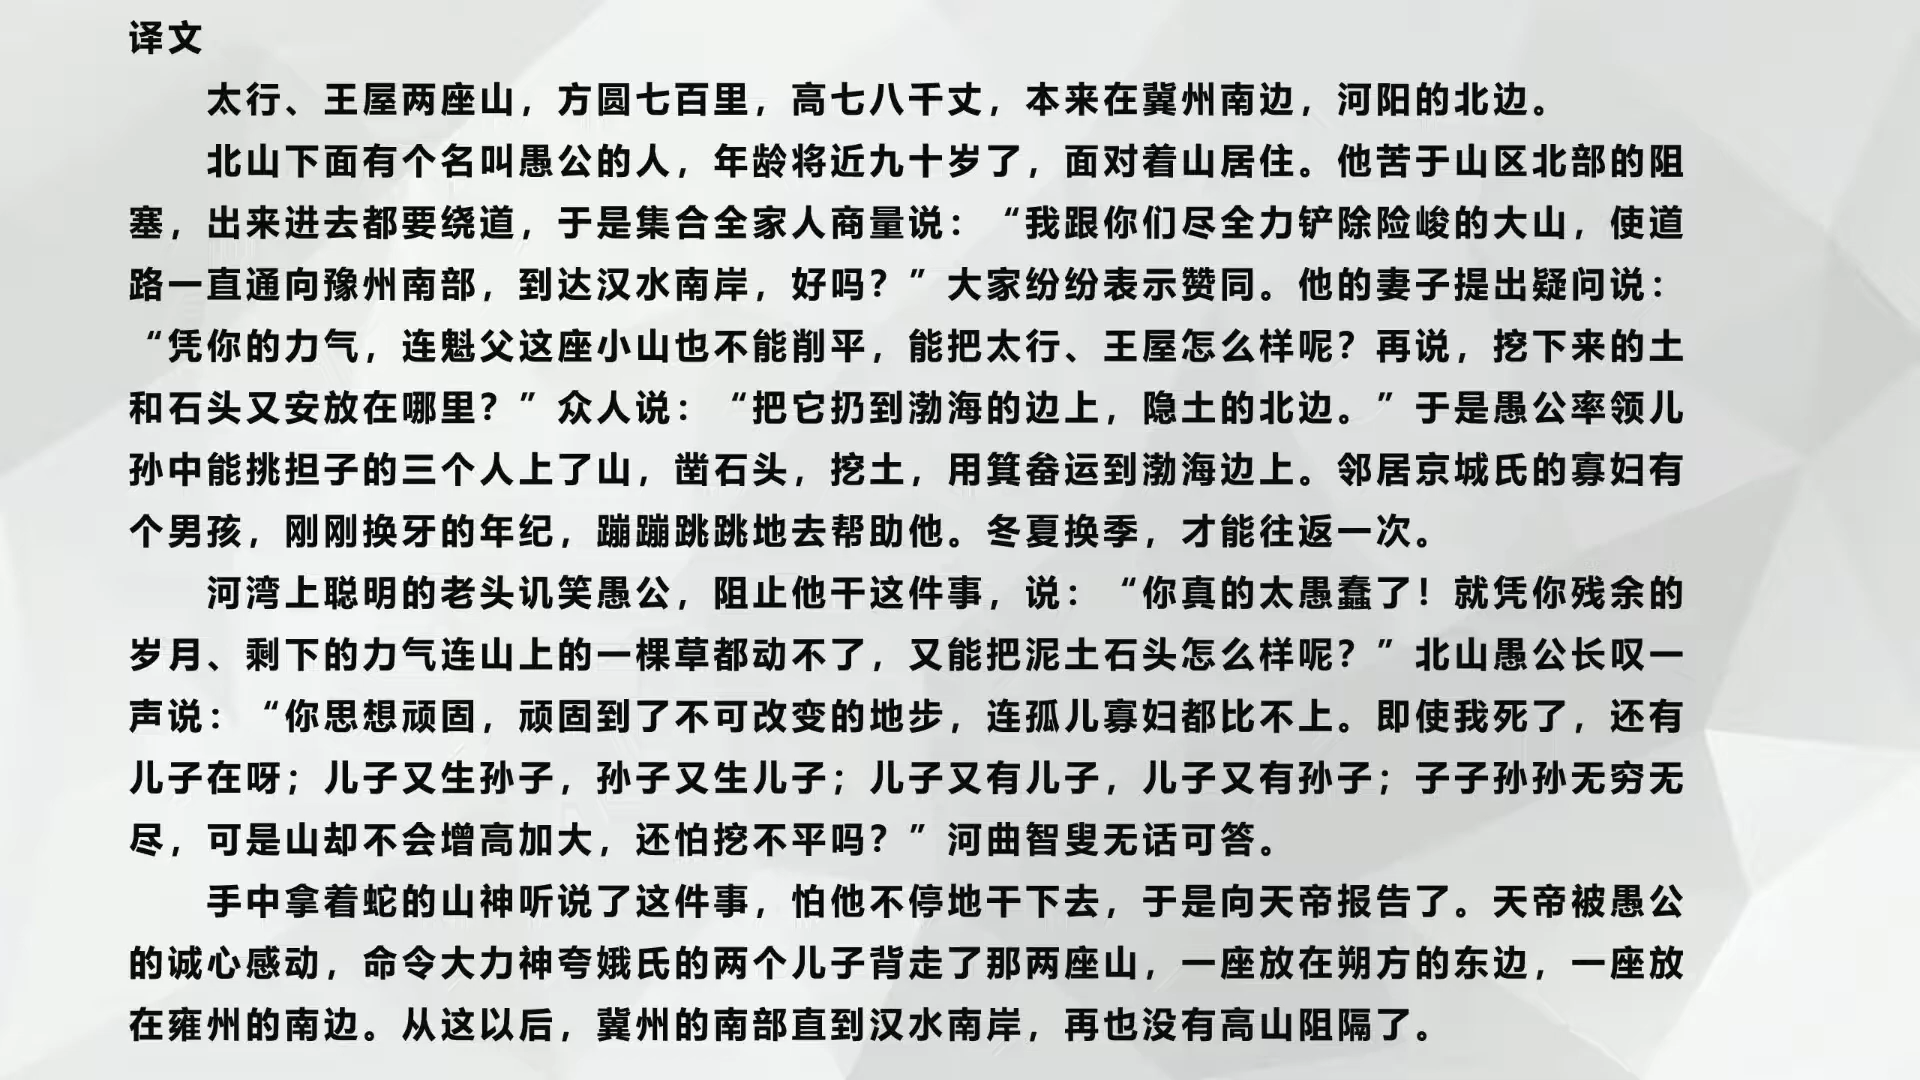 译文
太行、王屋两座山，方圆七百里，高七八千丈，本来在冀州南边，河阳的北边。
北山下面有个名叫愚公的人，年龄将近九十岁了，面对着山居住。他苦于山区北部的阻
塞，出来进去都要绕道，于是集合全家人商量说：“我跟你们尽全力铲除险峻的大山，使道
路一直通向豫州南部，到达汉水南岸，好吗？”大家纷纷表示赞同。他的妻子提出疑问说：
“凭你的力气，连魁父这座小山也不能削平，能把太行、王屋怎么样呢？再说，挖下来的土
和石头又安放在哪里？”众人说：“把它扔到渤海的边上，隐土的北边。”于是愚公率领儿
孙中能挑担子的三个人上了山，凿石头，挖土，用箕畚运到渤海边上。邻居京城氏的寡妇有
个男孩，刚刚换牙的年纪，蹦蹦跳跳地去帮助他。冬夏换季，才能往返一次。
河湾上聪明的老头讥笑愚公，阻止他干这件事，说：“你真的太愚蠢了！就凭你残余的
岁月、剩下的力气连山上的一棵草都动不了，又能把泥土石头怎么样呢？”北山愚公长叹一
声说：“你思想顽固，顽固到了不可改变的地步，连孤儿寡妇都比不上。即使我死了，还有
儿子在呀；儿子又生孙子，孙子又生儿子；儿子又有儿子，儿子又有孙子；子子孙孙无穷无
尽，可是山却不会增高加大，还怕挖不平吗？”河曲智叟无话可答。
手中拿着蛇的山神听说了这件事，怕他不停地干下去，于是向天帝报告了。天帝被愚公
的诚心感动，命令大力神夸娥氏的两个儿子背走了那两座山，一座放在朔方的东边，一座放
在雍州的南边。从这以后，冀州的南部直到汉水南岸，再也没有高山阻隔了。